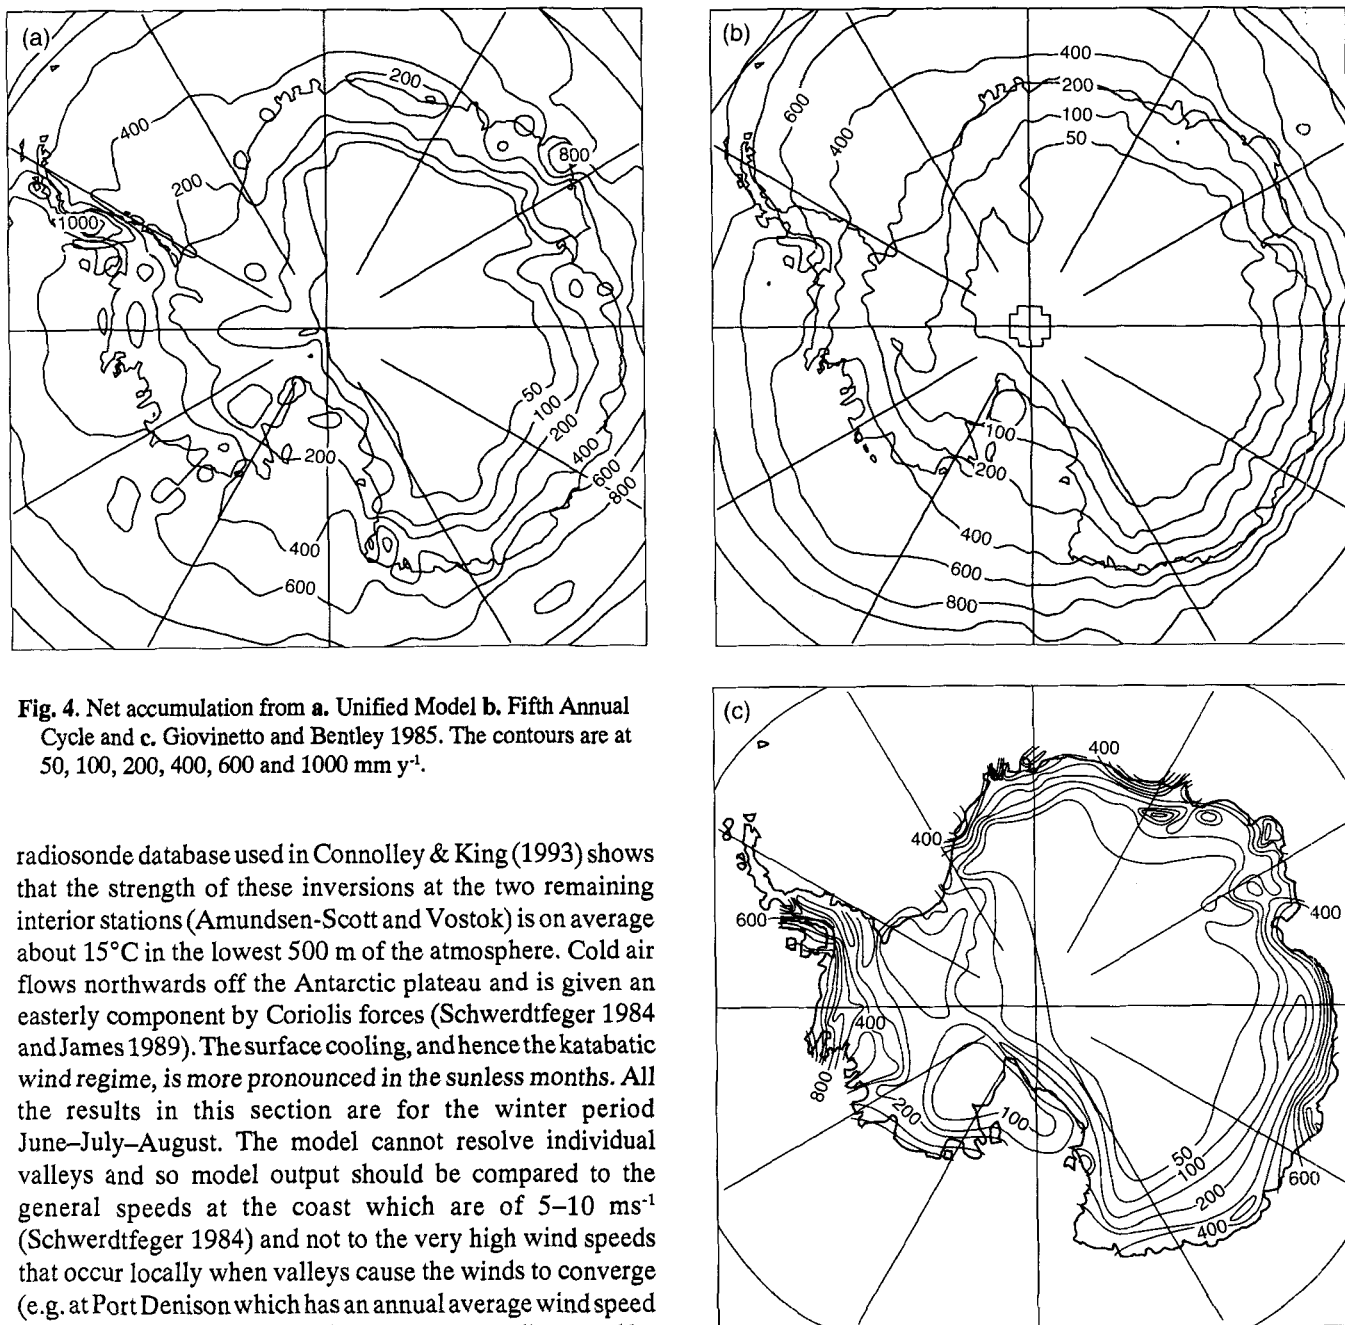 (a)
200
400
800
200
1000
50
100
200
400
600
800
200
400
600
(b)
400
600
200
400
100
50
100
200
400
600
800
Fig. 4. Net accumulation from a. Unified Model b. Fifth Annual
Cycle and c. Giovinetto and Bentley 1985. The contours are at
50, 100, 200, 400, 600 and 1000 mm y-1.
radiosonde database used in Connolley & King (1993) shows
that the strength of these inversions at the two remaining
interior stations (Amundsen-Scott and Vostok) is on average
about 15°C in the lowest 500 m of the atmosphere. Cold air
flows northwards off the Antarctic plateau and is given an
easterly component by Coriolis forces (Schwerdtfeger 1984
and James 1989). The surface cooling, and hence the katabatic
wind regime, is more pronounced in the sunless months. All
the results in this section are for the winter period
June–July–August. The model cannot resolve individual
valleys and so model output should be compared to the
general speeds at the coast which are of 5–10 ms-1
(Schwerdtfeger 1984) and not to the very high wind speeds
that occur locally when valleys cause the winds to converge
(e.g. at Port Denison which has an annual average wind speed
(c)
400
400
600
400
400
800
200
100
50
100
600
200
400